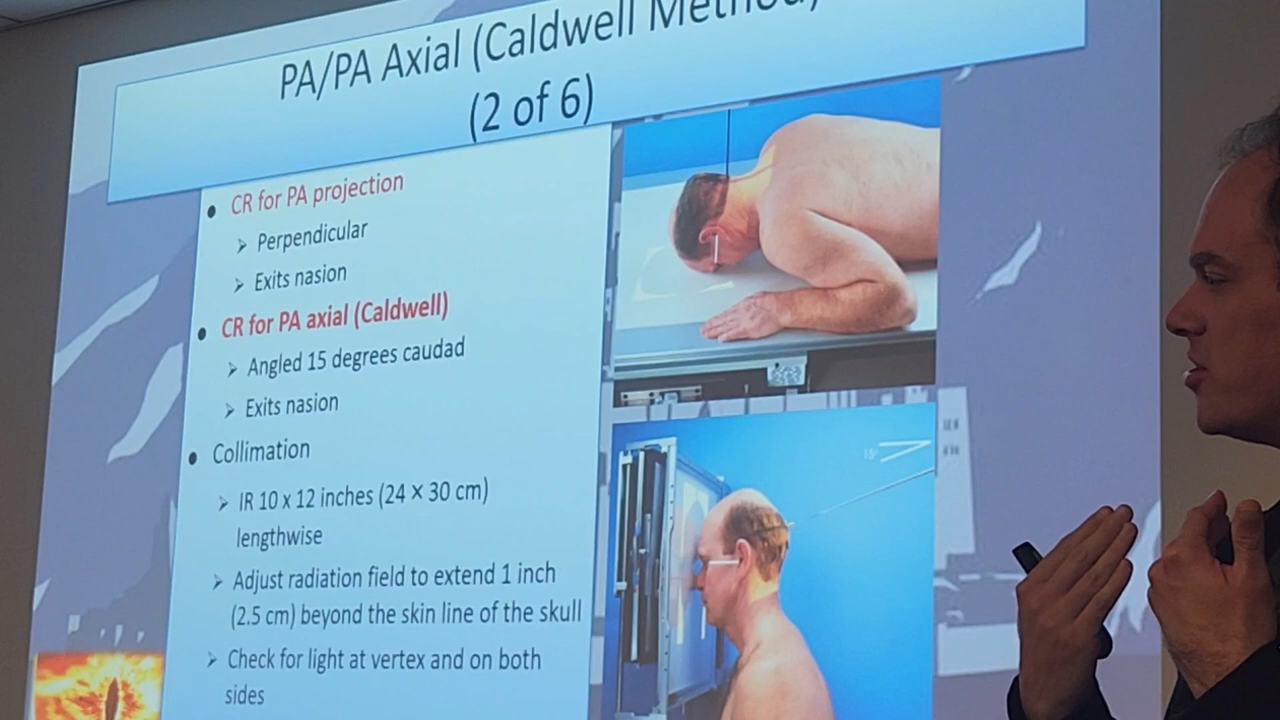 PA/PA Axial (Caldwell Method)
(2 of 6)
• CR for PA projection
➢ Perpendicular
➢ Exits nasion
• CR for PA axial (Caldwell)
➢ Angled 15 degrees caudad
➢ Exits nasion
• Collimation
➢ IR 10 x 12 inches (24 × 30 cm)
lengthwise
➢ Adjust radiation field to extend 1 inch
(2.5 cm) beyond the skin line of the skull
➢ Check for light at vertex and on both
sides
15°